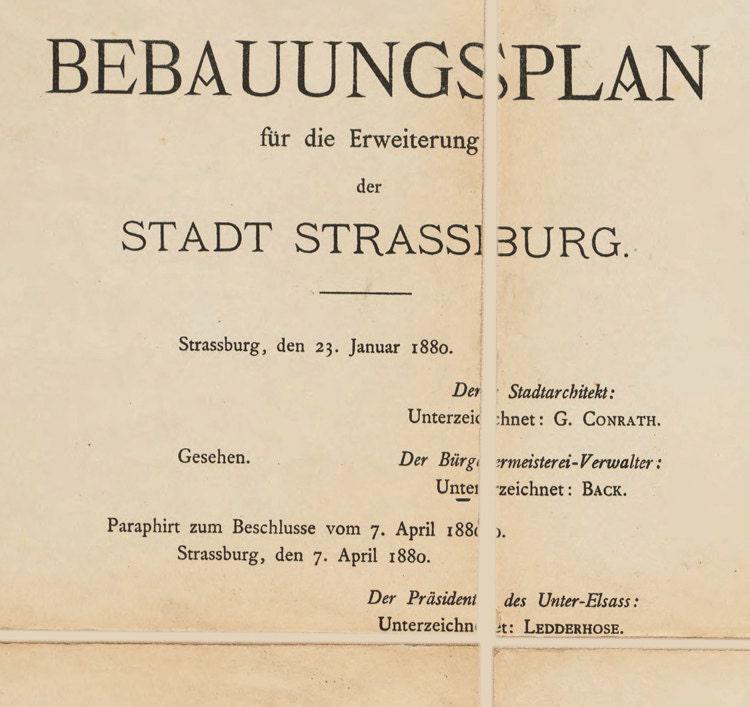 BEBAUUNGSPLAN
für die Erweiterung
der
STADT STRASSBURG.
Strassburg, den 23. Januar 1880.
Der Stadtarchitekt:
Unterzeichnet: G. CONRATH.
Gesehen. Der Bürgermeisterei-Verwalter:
Unterzeichnet: BACK.
Paraphirt zum Beschlusse vom 7. April 1880.
Strassburg, den 7. April 1880.
Der Präsident des Unter-Elsass:
Unterzeichnet: LEDDERHOSE.